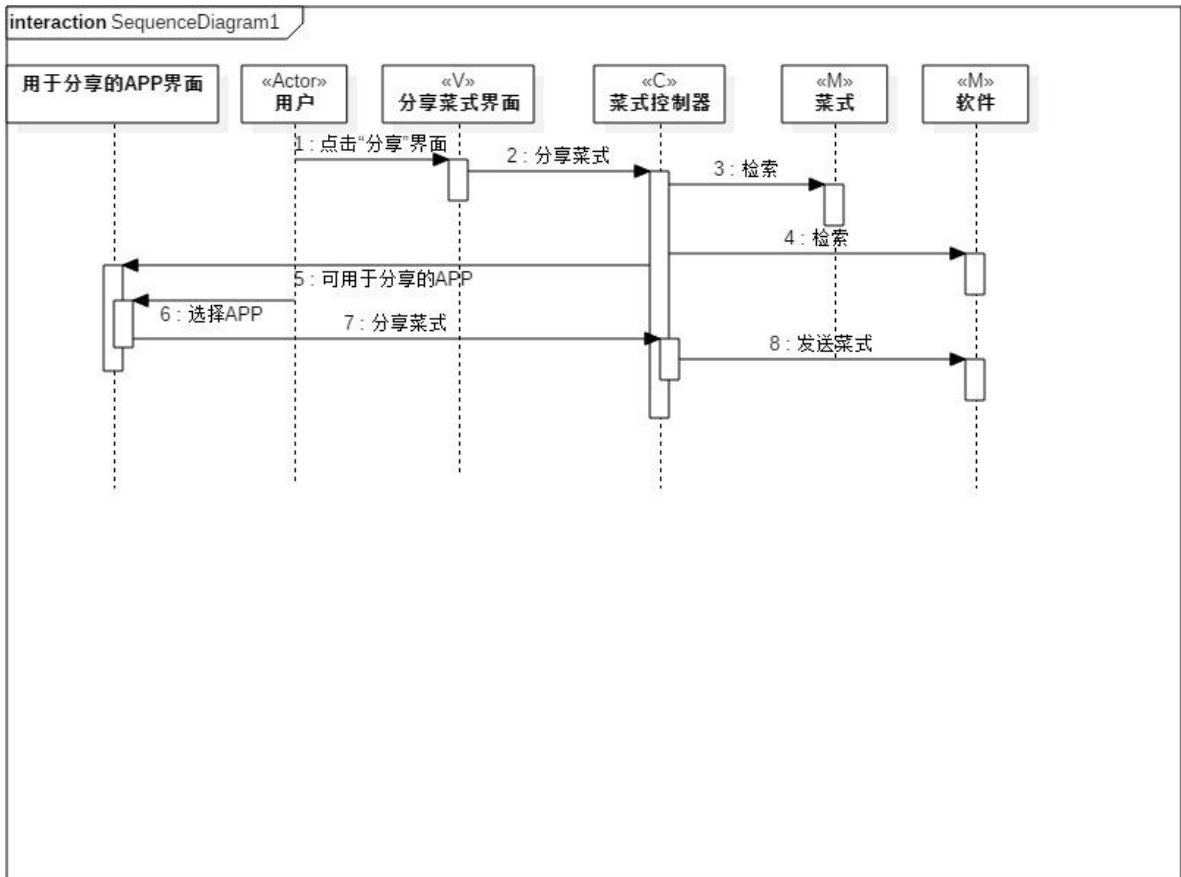 interaction SequenceDiagram1
用于分享的APP界面
«Actor»
用户
«V»
分享菜式界面
«C»
菜式控制器
«M»
菜式
«M»
软件
1 : 点击“分享”界面
2 : 分享菜式
3 : 检索
4 : 检索
5 : 可用于分享的APP
6 : 选择APP
7 : 分享菜式
8 : 发送菜式